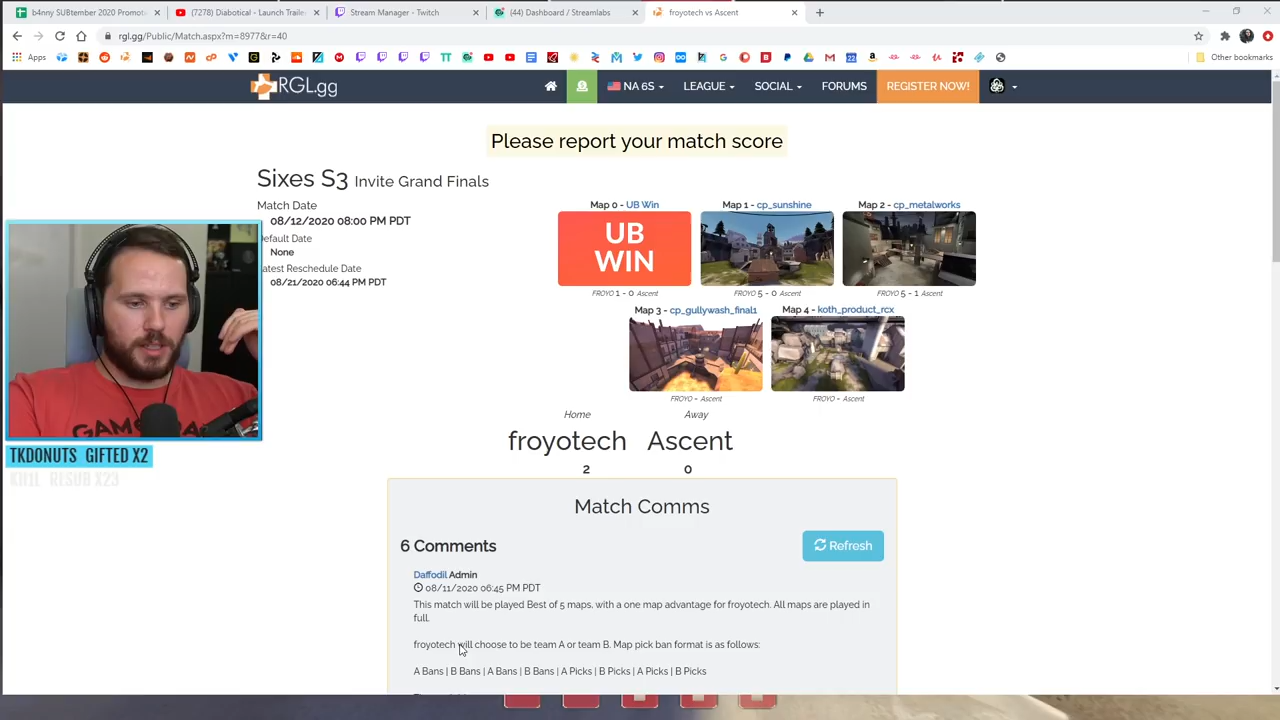 b4nny SUBtember 2020 Promoti
(7278) Diabotical - Launch Trailer
Stream Manager - Twitch
(44) Dashboard / Streamlabs
froyotech vs Ascent
rgl.gg/Public/Match.aspx?m=8977&r=40
Apps
Other bookmarks
RGL.gg
NA 6S
LEAGUE
SOCIAL
FORUMS
REGISTER NOW!
Please report your match score
Sixes S3 Invite Grand Finals
Match Date
08/12/2020 08:00 PM PDT
Default Date
None
Latest Reschedule Date
08/21/2020 06:44 PM PDT
Map 0 - UB Win
Map 1 - cp_sunshine
Map 2 - cp_metalworks
UB
WIN
FROYO 1 - 0 Ascent
FROYO 5 - 0 Ascent
FROYO 5 - 1 Ascent
Map 3 - cp_gullywash_final1
Map 4 - koth_product_rcx
FROYO - Ascent
FROYO - Ascent
Home
Away
froyotech
Ascent
2
0
TKDONUTS GIFTED X2
RESUB X23
Match Comms
6 Comments
Refresh
Daffodil Admin
08/11/2020 06:45 PM PDT
This match will be played Best of 5 maps, with a one map advantage for froyotech. All maps are played in
full.
froyotech will choose to be team A or team B. Map pick ban format is as follows:
A Bans | B Bans | A Bans | B Bans | A Picks | B Picks | A Picks | B Picks